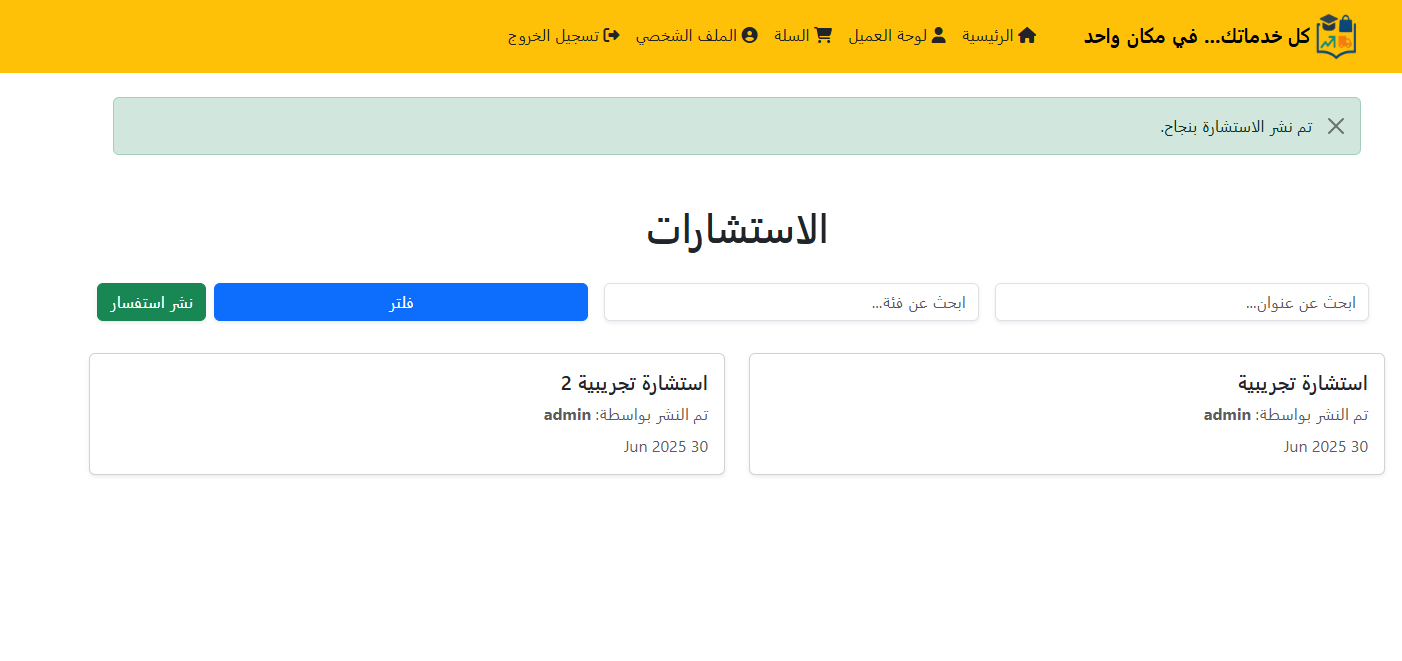 كل خدماتك... في مكان واحد
الرئيسية
لوحة العميل
السلة
الملف الشخصي
تسجيل الخروج
تم نشر الاستشارة بنجاح.
الاستشارات
ابحث عن عنوان...
ابحث عن فئة...
فلتر
نشر استفسار
استشارة تجريبية
تم النشر بواسطة: admin
30 Jun 2025
استشارة تجريبية 2
تم النشر بواسطة: admin
30 Jun 2025